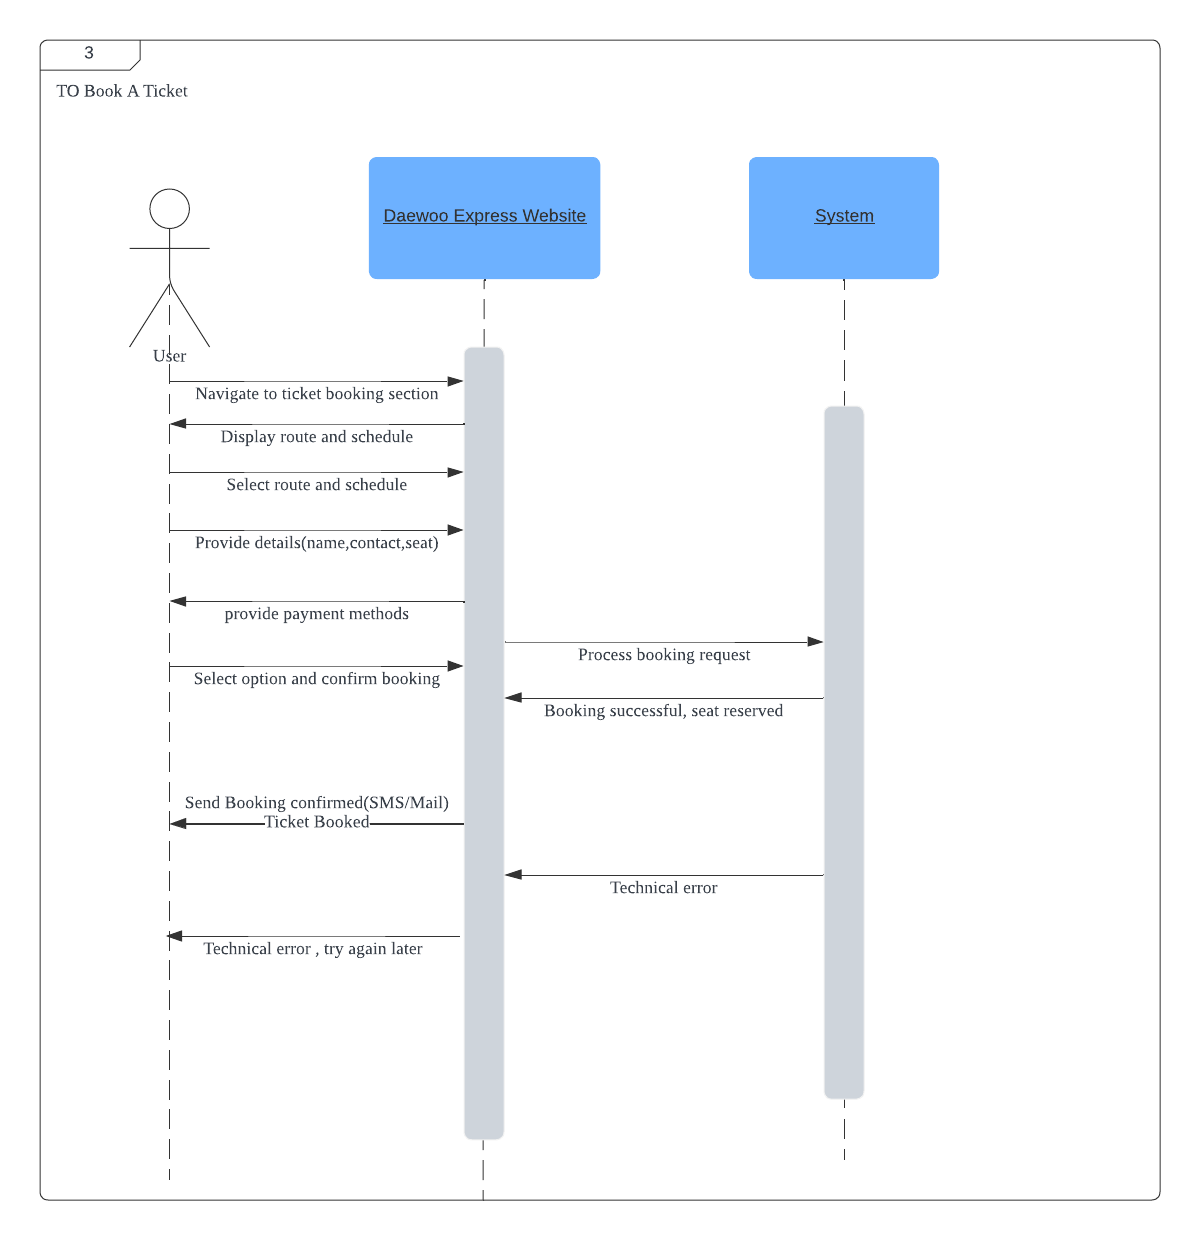 3
TO Book A Ticket
Daewoo Express Website
System
User
Navigate to ticket booking section
Display route and schedule
Select route and schedule
Provide details(name,contact,seat)
provide payment methods
Process booking request
Select option and confirm booking
Booking successful, seat reserved
Send Booking confirmed(SMS/Mail)
Ticket Booked
Technical error
Technical error , try again later